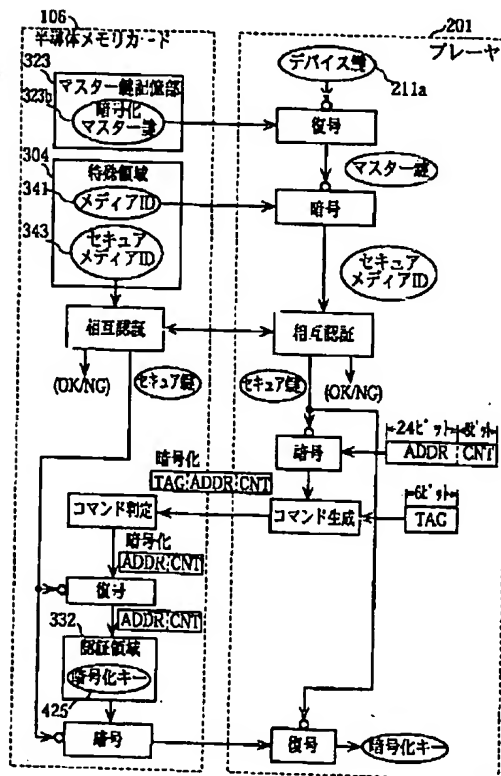 106
半導体メモリカード
323
マスター鍵記憶部
323b
暗号化
マスター鍵
304
特殊領域
341
メディアID
343
セキュア
メディアID
相互認証
(OK/NG)
セキュア鍵
暗号化
TAG ADDR CNT
コマンド判定
暗号化
ADDR CNT
復号
ADDR CNT
332
認証領域
暗号化キー
425
暗号
201
プレーヤ
デバイス鍵
211a
復号
マスター鍵
暗号
セキュア
メディアID
相互認証
セキュア鍵
(OK/NG)
24ビット 8ビット
暗号
ADDR CNT
6ビット
コマンド生成
TAG
復号
暗号化キー